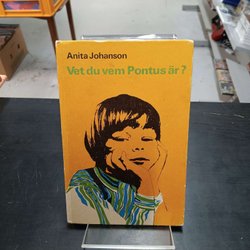 Anita Johanson
Vet du vem Pontus är?